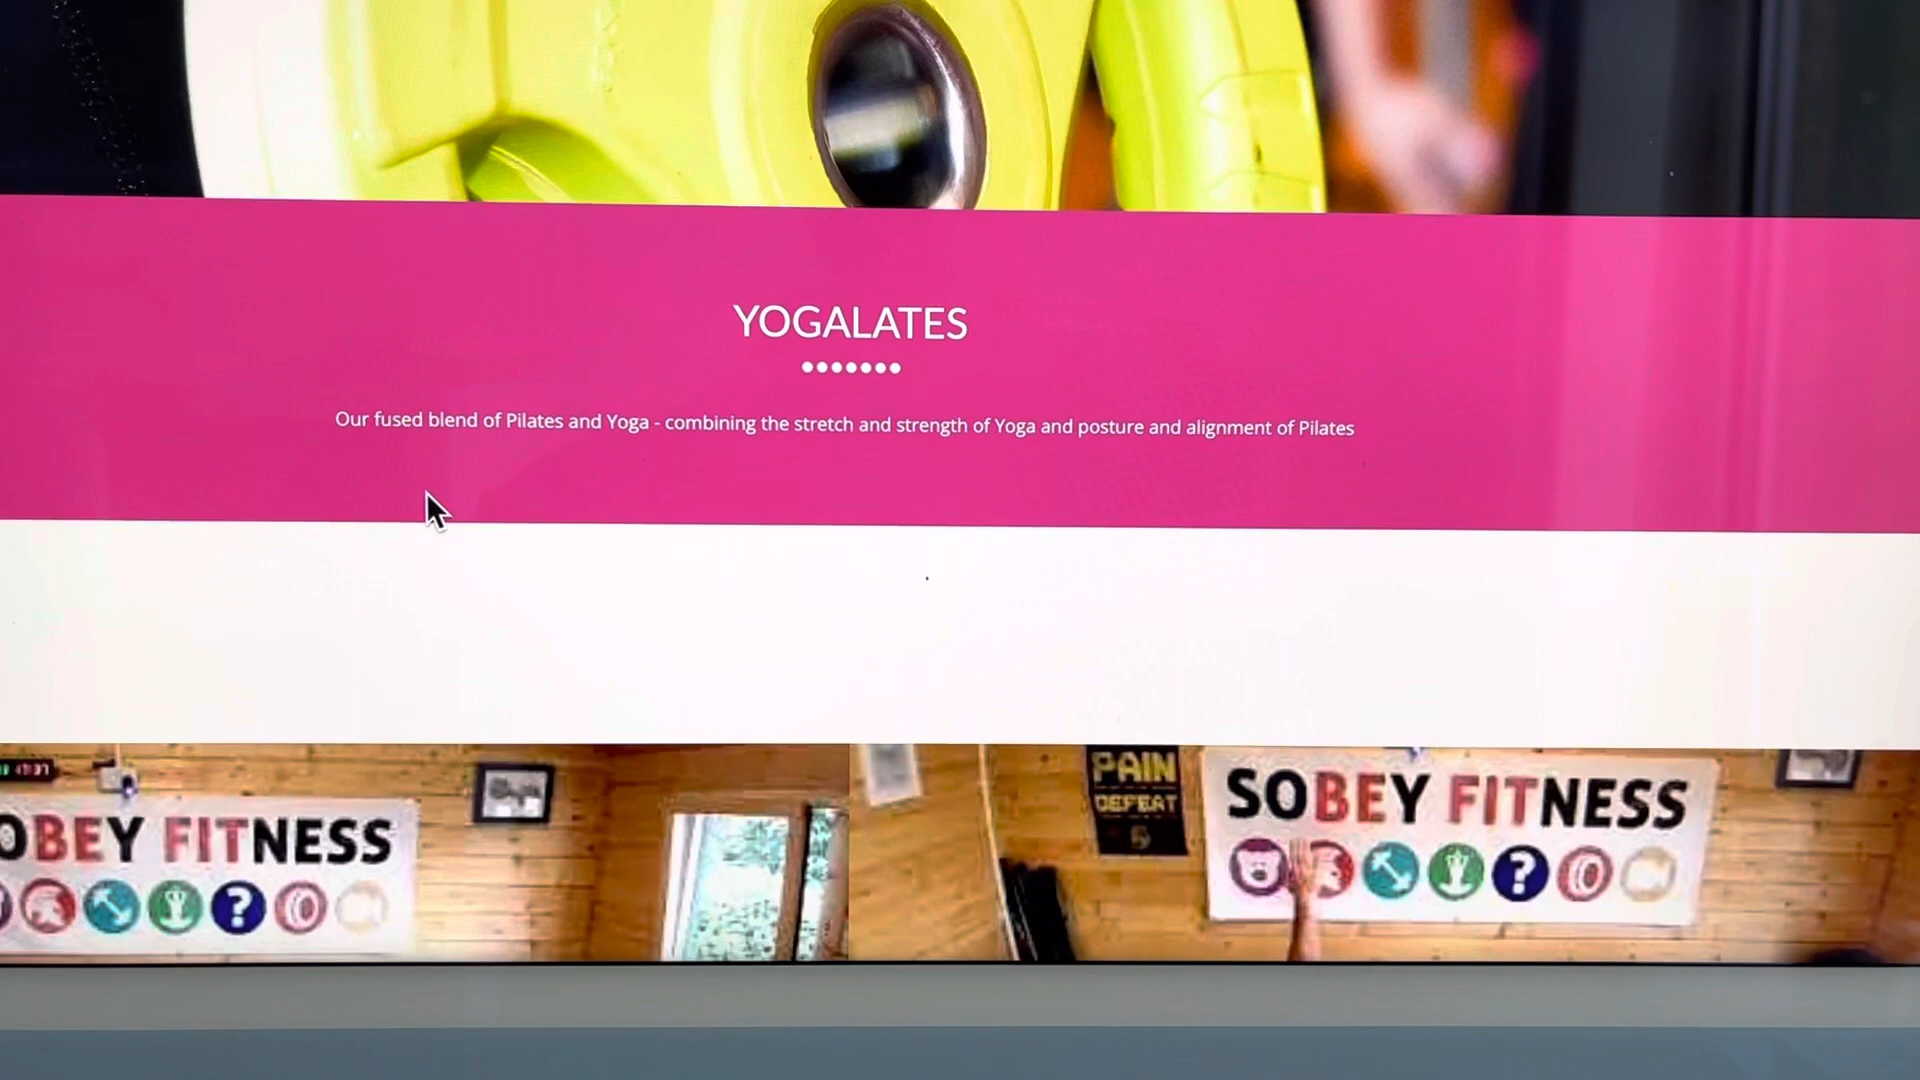 YOGALATES
Our fused blend of Pilates and Yoga - combining the stretch and strength of Yoga and posture and alignment of Pilates
OBEY FITNESS
?
PAIN
DEFEAT
SOBEY FITNESS
?